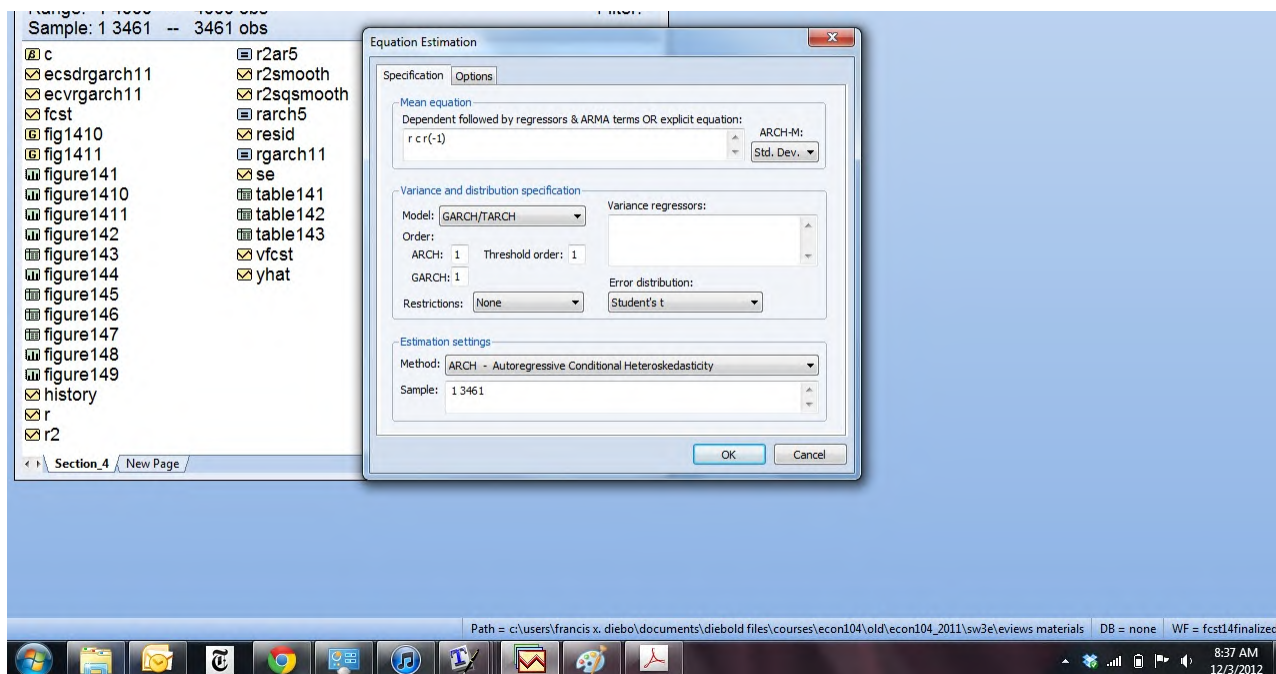 Sample: 1 3461 -- 3461 obs
c
ecsdrgarch11
ecvrgarch11
fcst
fig1410
fig1411
figure141
figure1410
figure1411
figure142
figure143
figure144
figure145
figure146
figure147
figure148
figure149
history
r
r2
r2ar5
r2smooth
r2sqsmooth
rarch5
resid
rgarch11
se
table141
table142
table143
vfcst
yhat
Section_4 New Page
Equation Estimation
Specification Options
Mean equation
Dependent followed by regressors & ARMA terms OR explicit equation:
r c r(-1)
ARCH-M:
Std. Dev.
Variance and distribution specification
Model: GARCH/TARCH
Order:
ARCH: 1 Threshold order: 1
GARCH: 1
Restrictions: None
Variance regressors:
Error distribution:
Student's t
Estimation settings
Method: ARCH - Autoregressive Conditional Heteroskedasticity
Sample: 1 3461
OK Cancel
Path = c:\users\francis x. diebo\documents\diebold files\courses\econ104\old\econ104_2011\sw3e\eviews materials DB = none WF = fcst14finalized
8:37 AM
12/3/2012